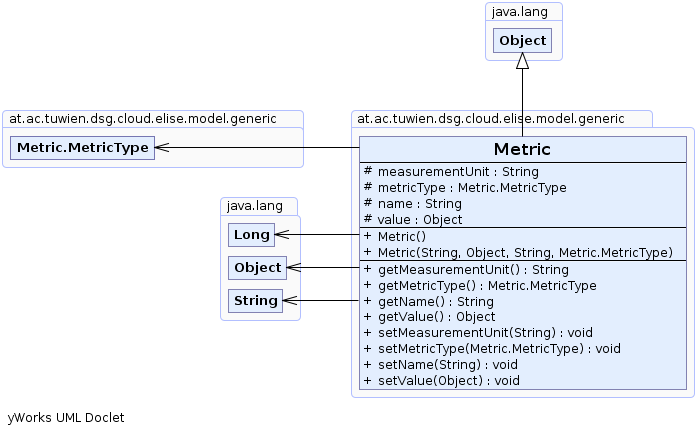 java.lang
Object
at.ac.tuwien.dsg.cloud.elise.model.generic
Metric.MetricType
java.lang
Long
Object
String
at.ac.tuwien.dsg.cloud.elise.model.generic
Metric
# measurementUnit : String
# metricType : Metric.MetricType
# name : String
# value : Object
+ Metric()
+ Metric(String, Object, String, Metric.MetricType)
+ getMeasurementUnit() : String
+ getMetricType() : Metric.MetricType
+ getName() : String
+ getValue() : Object
+ setMeasurementUnit(String) : void
+ setMetricType(Metric.MetricType) : void
+ setName(String) : void
+ setValue(Object) : void
yWorks UML Doclet